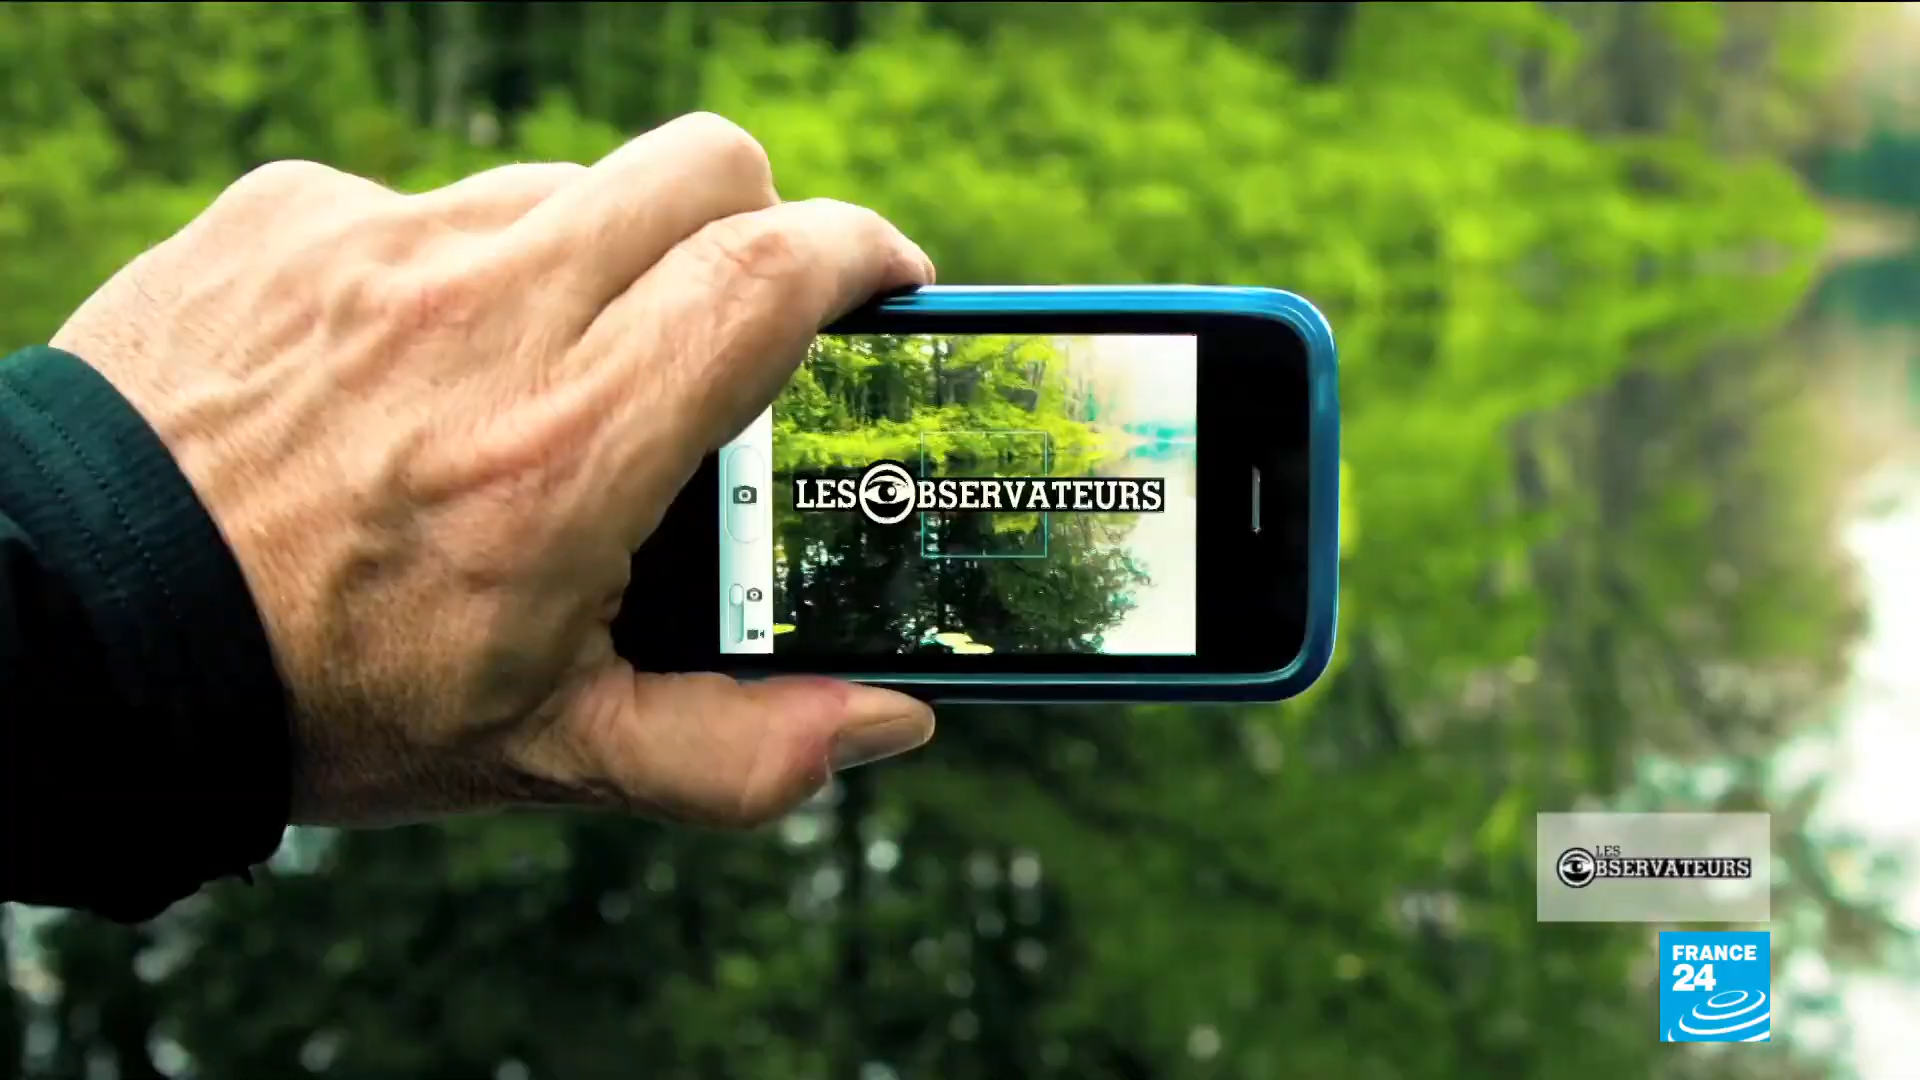 LES OBSERVATEURS
LES
OBSERVATEURS
FRANCE
24